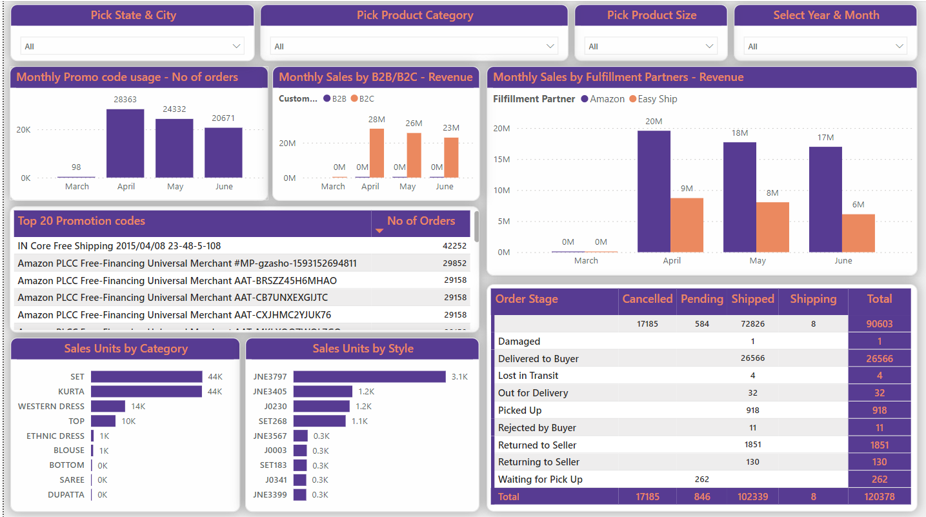 Pick State & City
Pick Product Category
Pick Product Size
Select Year & Month
All
All
All
All
Monthly Promo code usage - No of orders
20K
0K
28363
24332
20671
98
March April May June
Monthly Sales by B2B/B2C - Revenue
Custom... B2B B2C
20M
0M
28M
26M
23M
0M 0M 0M 0M
March April May June
Monthly Sales by Fulfillment Partners - Revenue
Filfillment Partner Amazon Easy Ship
20M
15M
10M
5M
0M
20M
18M
17M
9M
8M
6M
0M 0M
March April May June
Top 20 Promotion codes No of Orders
IN Core Free Shipping 2015/04/08 23-48-5-108 42252
Amazon PLCC Free-Financing Universal Merchant #MP-gzasho-1593152694811 29852
Amazon PLCC Free-Financing Universal Merchant AAT-BRSZZ45H6MHAO 29158
Amazon PLCC Free-Financing Universal Merchant AAT-CB7UNXEXGIJTC 29158
Amazon PLCC Free-Financing Universal Merchant AAT-CXJHMC2YJUK76 29158
Sales Units by Category
SET 44K
KURTA 44K
WESTERN DRESS 14K
TOP 10K
ETHNIC DRESS 1K
BLOUSE 1K
BOTTOM 0K
SAREE 0K
DUPATTA 0K
Sales Units by Style
JNE3797 3.1K
JNE3405 1.2K
J0230 1.2K
SET268 1.1K
JNE3567 0.3K
J0003 0.3K
SET183 0.3K
J0341 0.3K
JNE3399 0.3K
Order Stage Cancelled Pending Shipped Shipping Total
17185 584 72826 8 90603
Damaged 1 1
Delivered to Buyer 26566 26566
Lost in Transit 4 4
Out for Delivery 32 32
Picked Up 918 918
Rejected by Buyer 11 11
Returned to Seller 1851 1851
Returning to Seller 130 130
Waiting for Pick Up 262 262
Total 17185 846 102339 8 120378